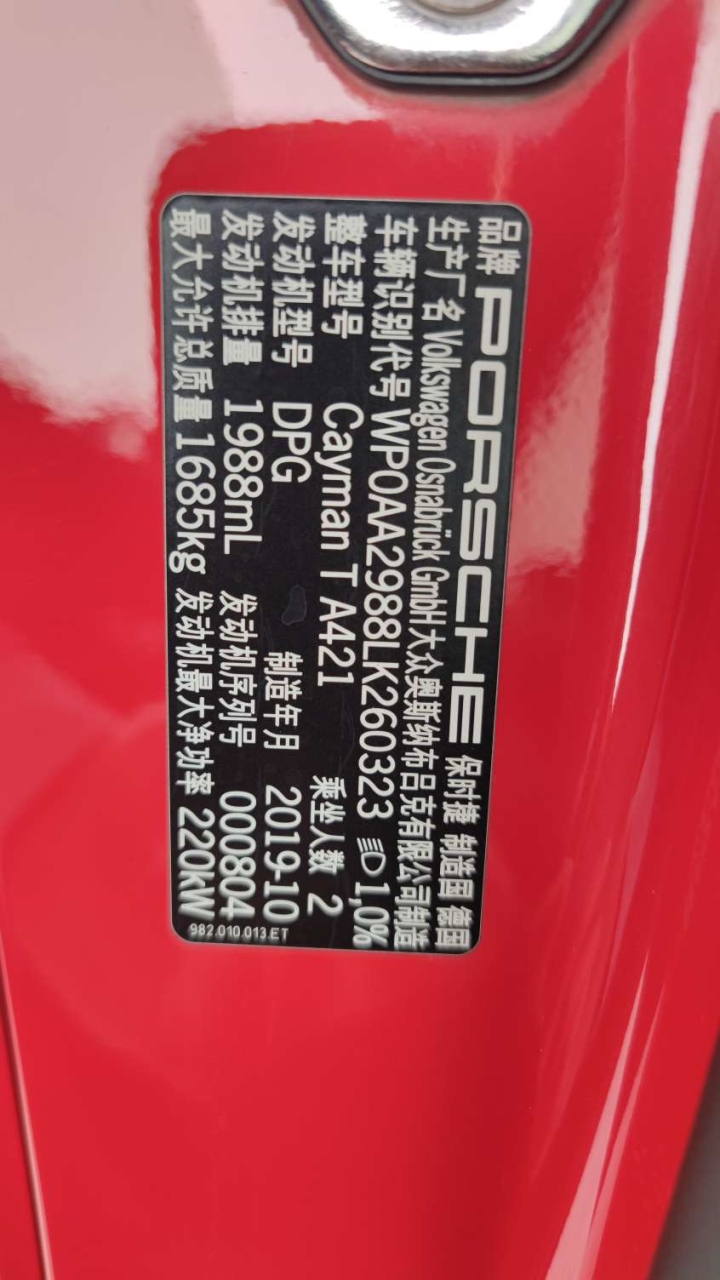 品牌 PORSCHE 保时捷 制造国 德国
生产厂名 Volkswagen Osnabrück GmbH 大众奥斯纳布吕克有限公司制造
车辆识别代号 WP0AA2988LK260323 1,0%
整车型号 Cayman T A421 乘坐人数 2
发动机型号 DPG 制造年月 2019-10
发动机排量 1988mL 发动机序列号 000804
最大允许总质量 1685kg 发动机最大净功率 220kW
982.010.013.ET